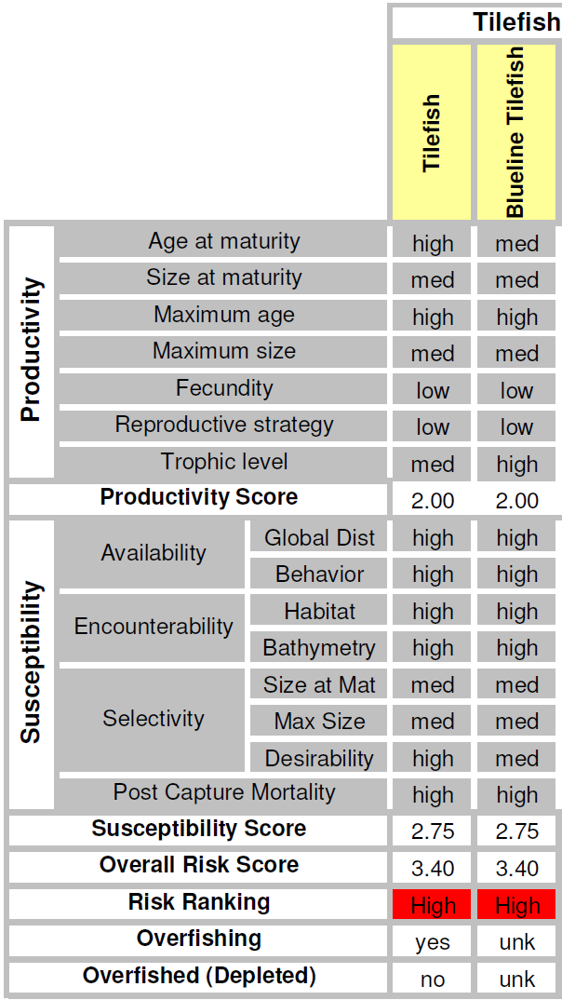 Tilefish
Tilefish
Blueline Tilefish
Productivity
Age at maturity high med
Size at maturity med med
Maximum age high high
Maximum size med med
Fecundity low low
Reproductive strategy low low
Trophic level med high
Productivity Score 2.00 2.00
Susceptibility
Availability
Global Dist high high
Behavior high high
Encounterability
Habitat high high
Bathymetry high high
Selectivity
Size at Mat med med
Max Size med med
Desirability high med
Post Capture Mortality high high
Susceptibility Score 2.75 2.75
Overall Risk Score 3.40 3.40
Risk Ranking High High
Overfishing yes unk
Overfished (Depleted) no unk